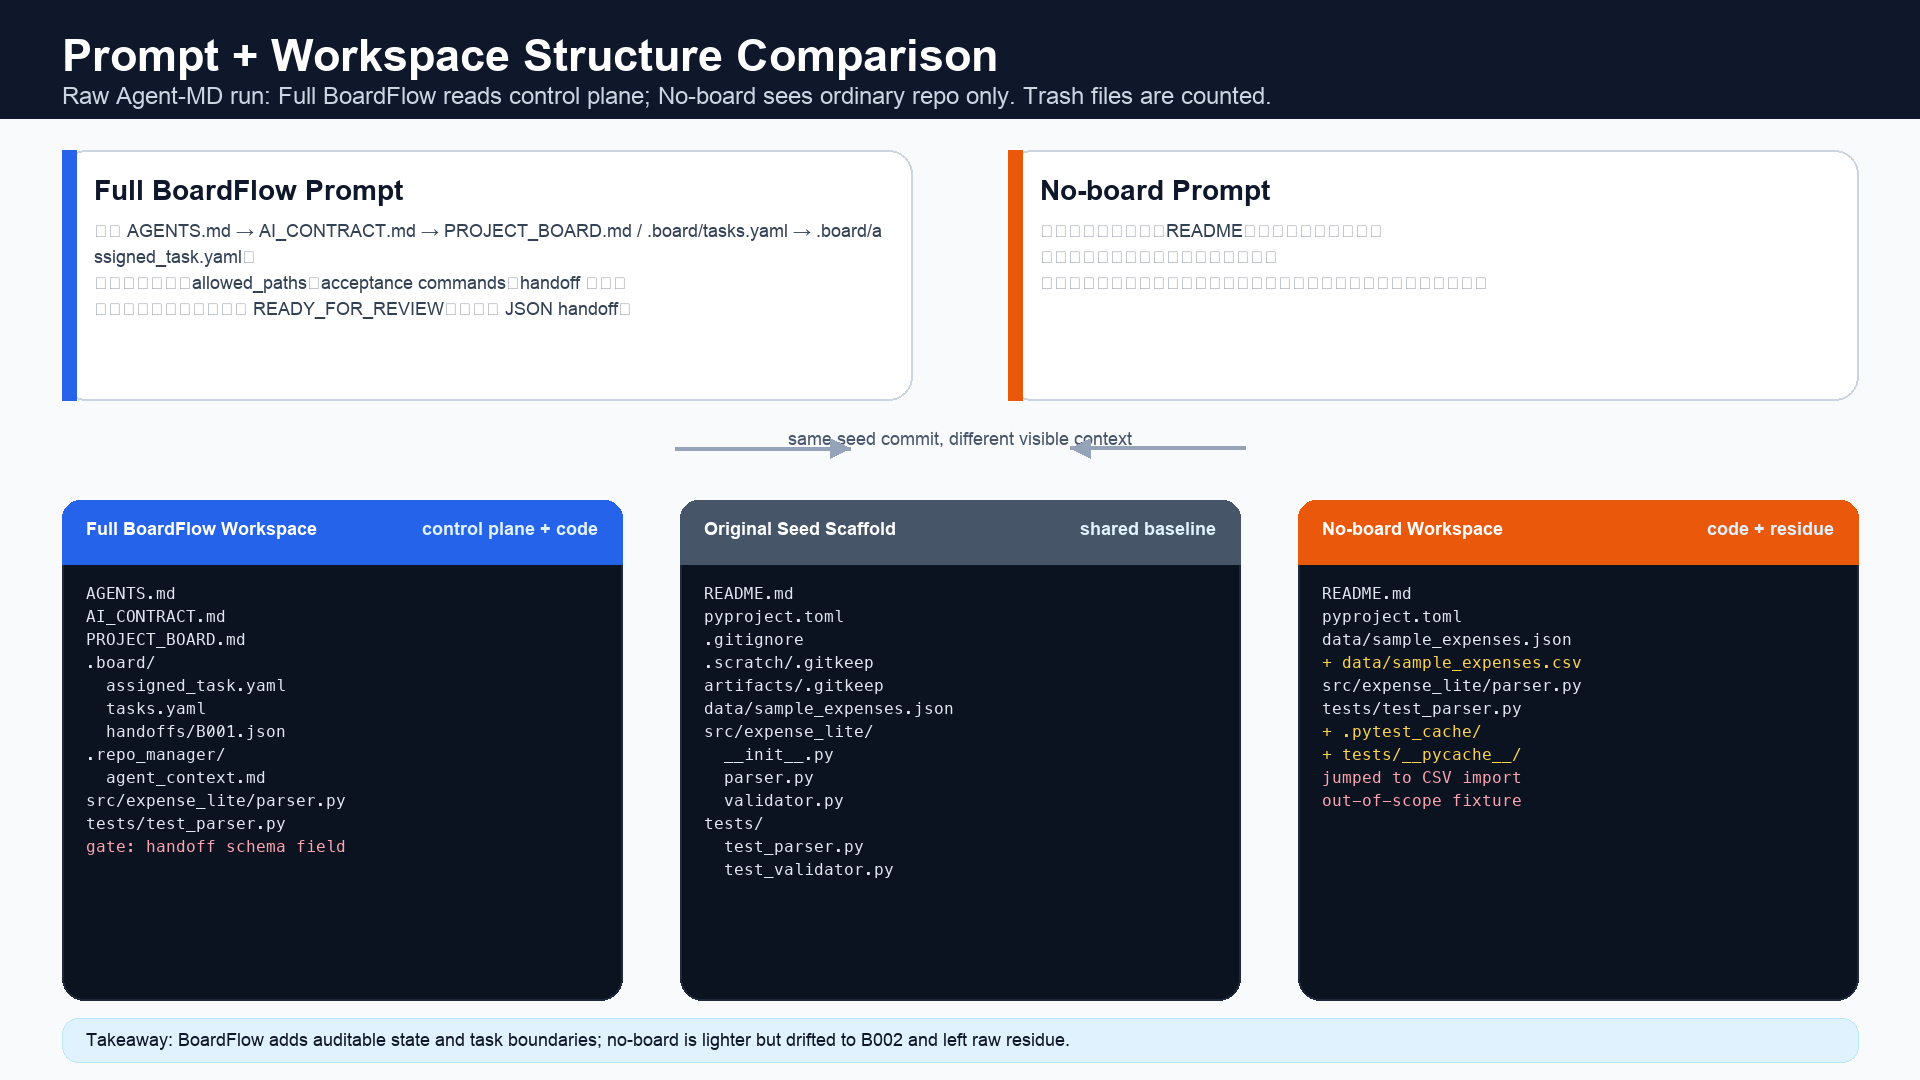 Prompt + Workspace Structure Comparison
Raw Agent-MD run: Full BoardFlow reads control plane; No-board sees ordinary repo only. Trash files are counted.
Full BoardFlow Prompt
AGENTS.md → AI_CONTRACT.md → PROJECT_BOARD.md / .board/tasks.yaml → .board/a
ssigned_task.yaml
allowed_paths acceptance commands handoff
READY_FOR_REVIEW JSON handoff
No-board Prompt
README
same seed commit, different visible context
Full BoardFlow Workspace control plane + code
AGENTS.md
AI_CONTRACT.md
PROJECT_BOARD.md
.board/
assigned_task.yaml
tasks.yaml
handoffs/B001.json
.repo_manager/
agent_context.md
src/expense_lite/parser.py
tests/test_parser.py
gate: handoff schema field
Original Seed Scaffold shared baseline
README.md
pyproject.toml
.gitignore
.scratch/.gitkeep
artifacts/.gitkeep
data/sample_expenses.json
src/expense_lite/
__init__.py
parser.py
validator.py
tests/
test_parser.py
test_validator.py
No-board Workspace code + residue
README.md
pyproject.toml
data/sample_expenses.json
+ data/sample_expenses.csv
src/expense_lite/parser.py
tests/test_parser.py
+ .pytest_cache/
+ tests/__pycache__/
jumped to CSV import
out-of-scope fixture
Takeaway: BoardFlow adds auditable state and task boundaries; no-board is lighter but drifted to B002 and left raw residue.